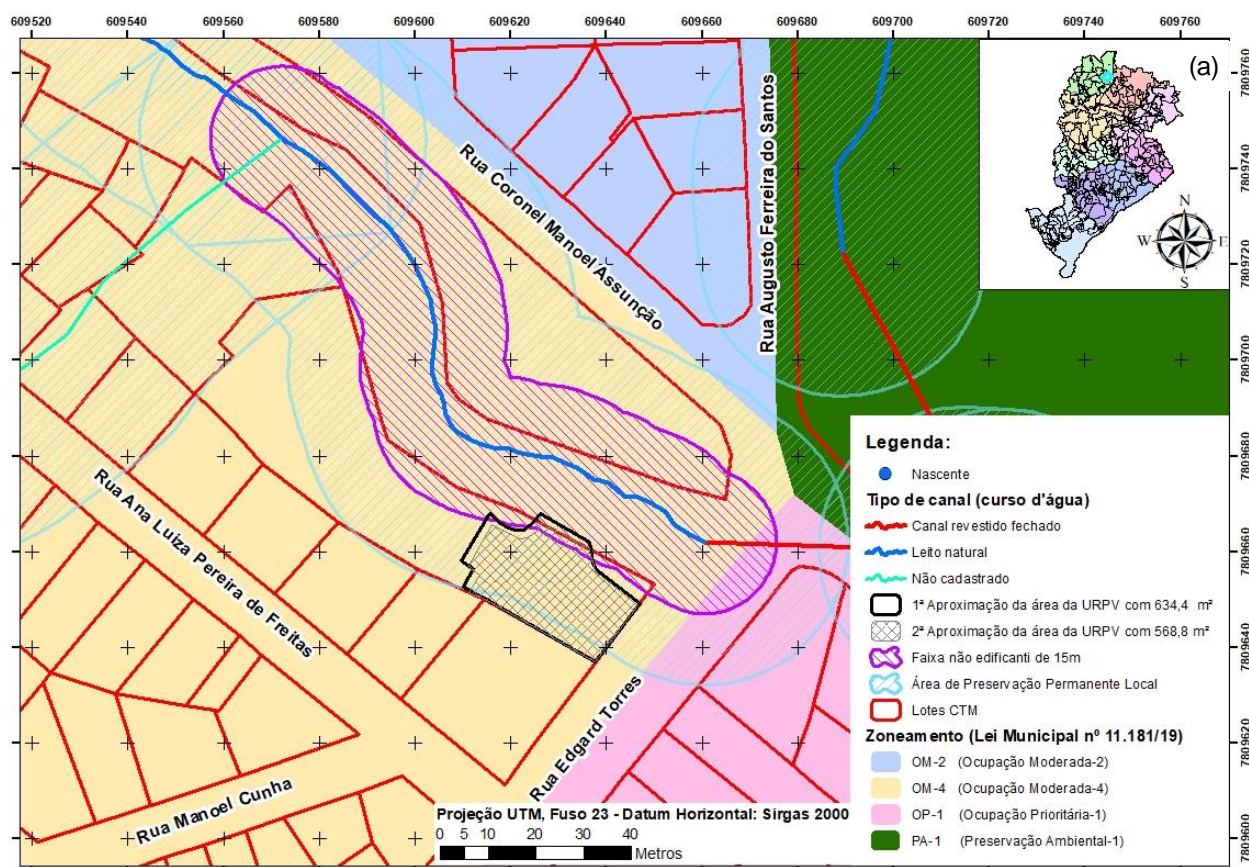 609520 609540 609560 609580 609600 609620 609640 609660 609680 609700 609720 609740 609760
(a)
N
W E
S
7809760
7809740
7809720
7809700
7809680
7809660
7809640
7809620
7809600
Rua Coronel Manoel Assunção
Rua Augusto Ferreira do Santos
Rua Ana Luiza Pereira de Freitas
Rua Edgard Torres
Rua Manoel Cunha
Legenda:
Nascente
Tipo de canal (curso d'água)
Canal revestido fechado
Leito natural
Não cadastrado
1ª Aproximação da área da URPV com 634,4 m²
2ª Aproximação da área da URPV com 568,8 m²
Faixa não edificanti de 15m
Área de Preservação Permanente Local
Lotes CTM
Zoneamento (Lei Municipal nº 11.181/19)
OM-2 (Ocupação Moderada-2)
OM-4 (Ocupação Moderada-4)
OP-1 (Ocupação Prioritária-1)
PA-1 (Preservação Ambiental-1)
Projeção UTM, Fuso 23 - Datum Horizontal: Sirgas 2000
0 5 10 20 30 40
Metros